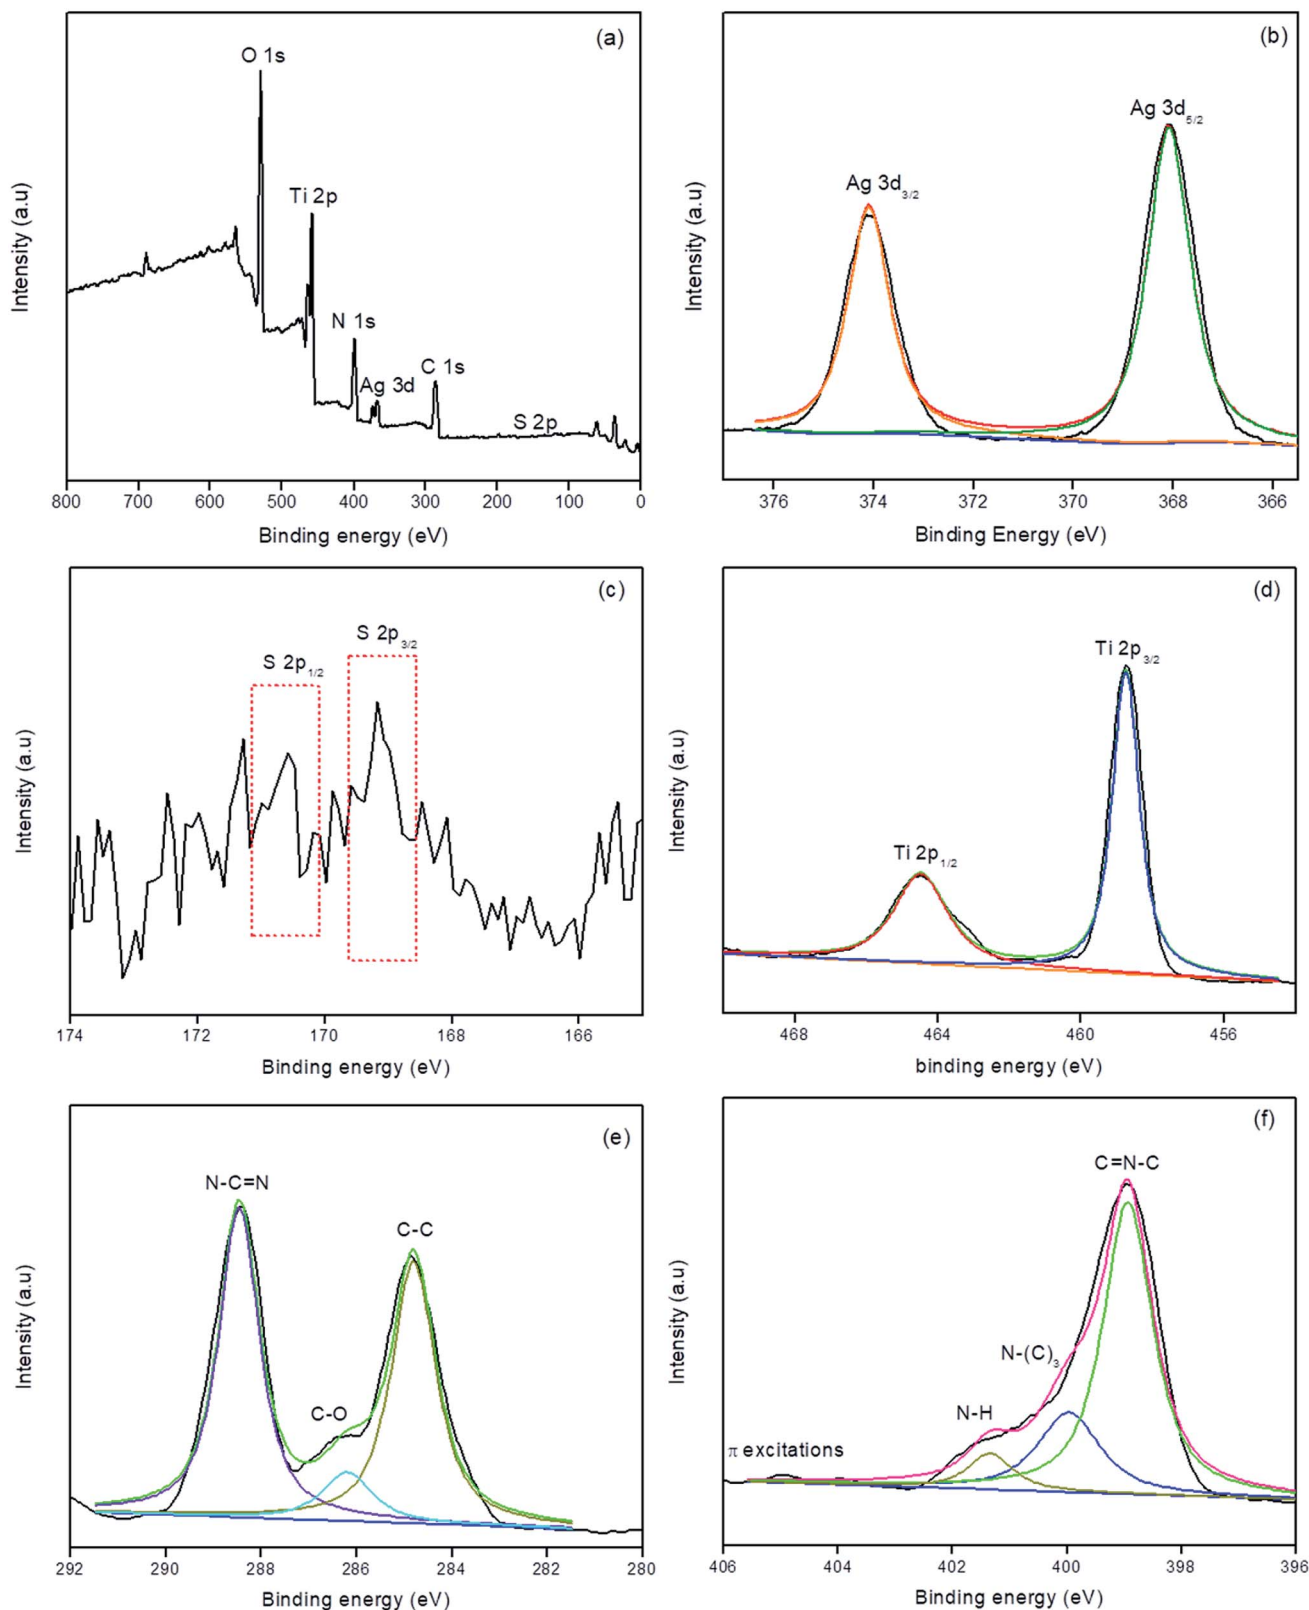 (a)
O 1s
Ti 2p
N 1s
Ag 3d
C 1s
S 2p
Intensity (a.u)
800 700 600 500 400 300 200 100 0
Binding energy (eV)
(b)
Ag 3d5/2
Ag 3d3/2
Intensity (a.u)
376 374 372 370 368 366
Binding Energy (eV)
(c)
S 2p3/2
S 2p1/2
Intensity (a.u)
174 172 170 168 166
Binding energy (eV)
(d)
Ti 2p3/2
Ti 2p1/2
Intensity (a.u)
468 464 460 456
binding energy (eV)
(e)
N-C=N
C-C
C-O
Intensity (a.u)
292 290 288 286 284 282 280
Binding energy (eV)
(f)
C=N-C
N-(C)3
N-H
π excitations
Intensity (a.u)
406 404 402 400 398 396
Binding energy (eV)